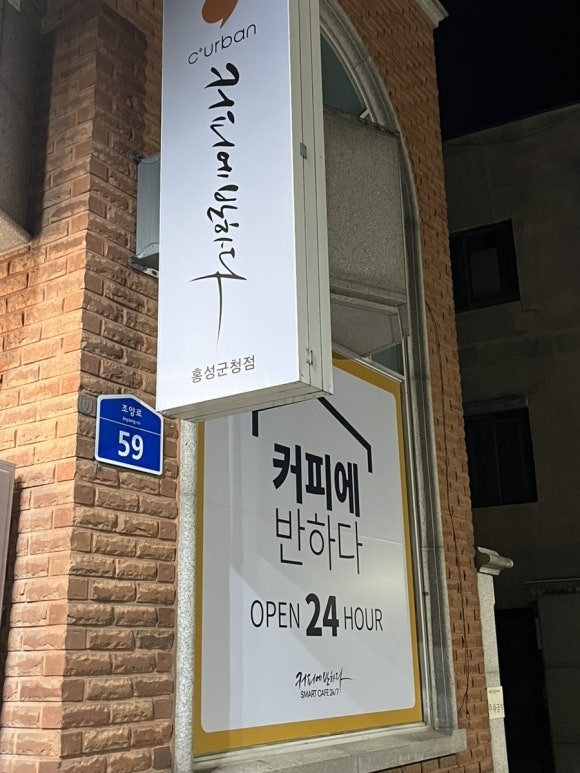 c+urban
커피에반하다
홍성군청점
조양로
Joyang-ro
59
커피에
반하다
OPEN 24 HOUR
커피에반하다
SMART CAFE 24/7